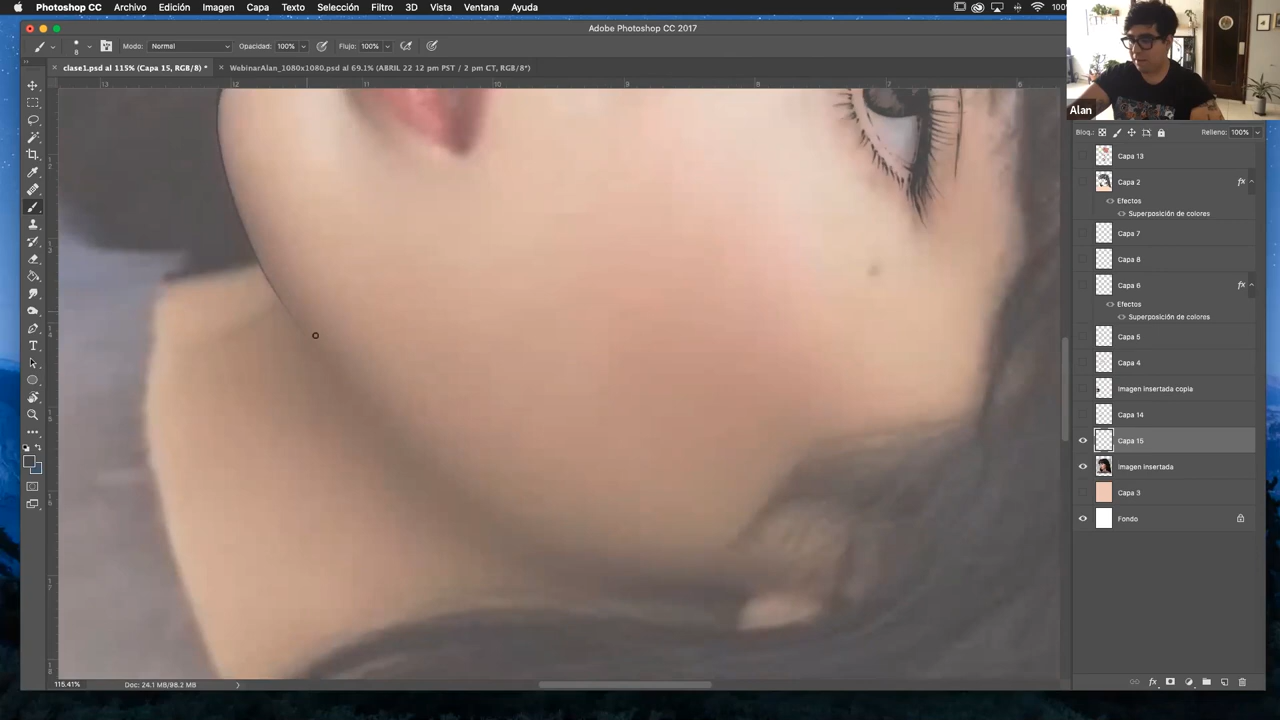 Photoshop CC Archivo Edición Imagen Capa Texto Selección Filtro 3D Vista Ventana Ayuda
Adobe Photoshop CC 2017
8 Modo: Normal Opacidad: 100% Flujo: 100%
clase1.psd al 115% (Capa 15, RGB/8) * WebinarAlan_1080x1080.psd al 69.1% (ABRIL 22 12 pm PST / 2 pm CT, RGB/8*)
Alan
Bloq.: Relleno: 100%
Capa 13
Capa 2 fx
Efectos
Superposición de colores
Capa 7
Capa 8
Capa 6 fx
Efectos
Superposición de colores
Capa 5
Capa 4
Imagen insertada copia
Capa 14
Capa 15
Imagen insertada
Capa 3
Fondo
115.41% Doc: 24.1 MB/98.2 MB